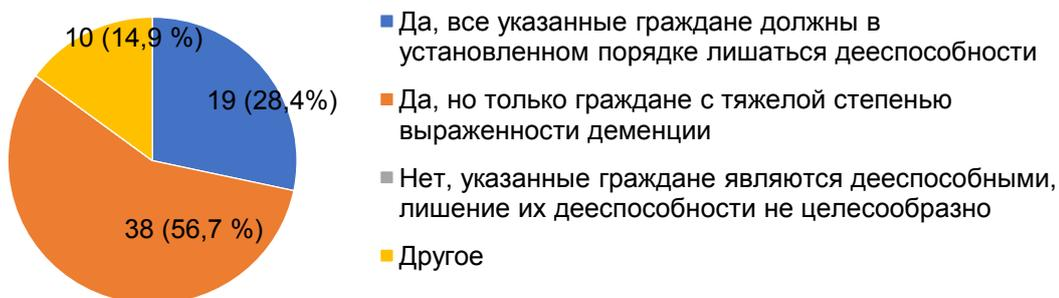 10 (14,9 %)
19 (28,4%)
38 (56,7 %)
Да, все указанные граждане должны в
установленном порядке лишаться дееспособности
Да, но только граждане с тяжелой степенью
выраженности деменции
Нет, указанные граждане являются дееспособными,
лишение их дееспособности не целесообразно
Другое